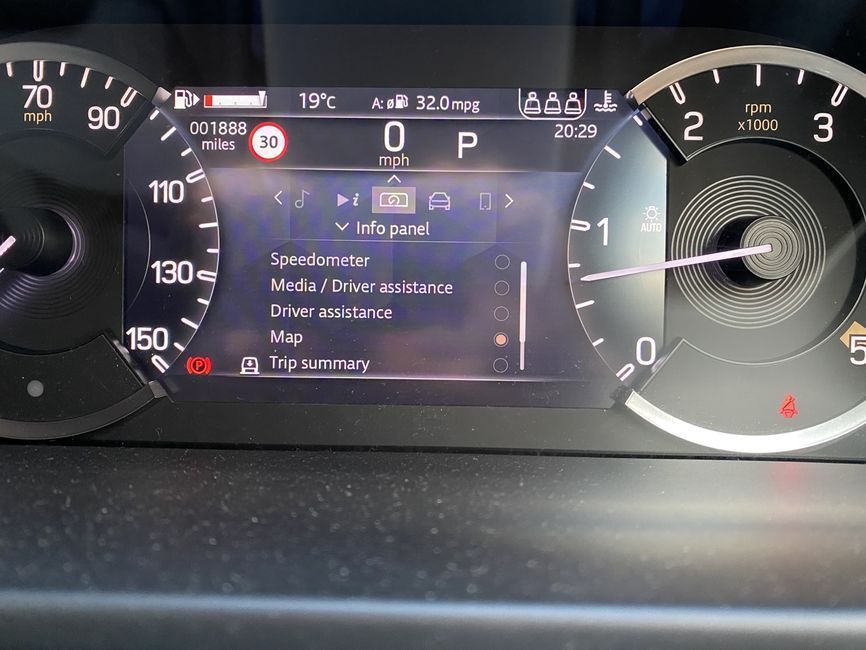 19°C A: ø 32.0 mpg
001888 miles
30
0 mph
P
20:29
70 mph
90
110
130
150
i
Info panel
Speedometer
Media / Driver assistance
Driver assistance
Map
Trip summary
P
rpm x1000
2
3
1
0
AUTO
5